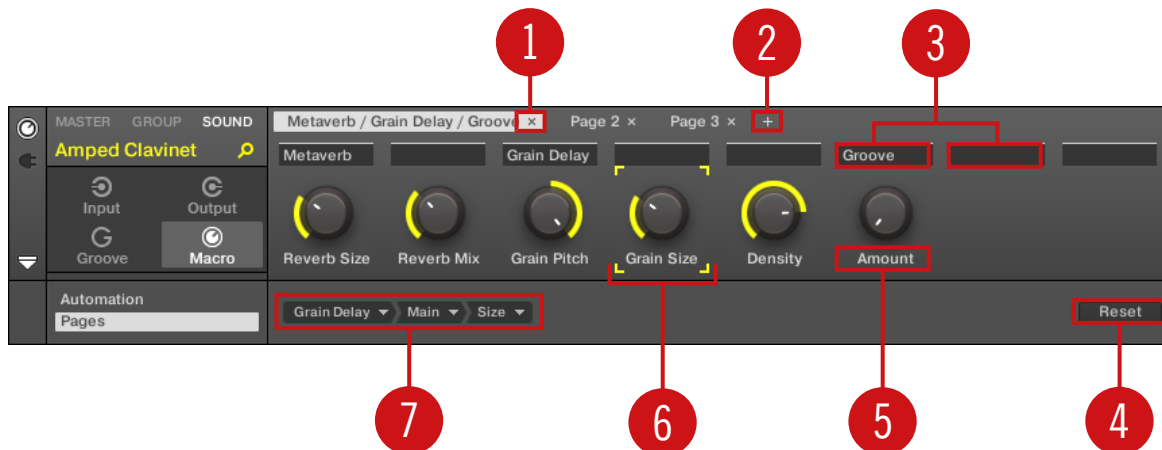 1 2 3
MASTER GROUP SOUND
Metaverb / Grain Delay / Groove × Page 2 × Page 3 × +
Amped Clavinet
Metaverb Grain Delay Groove
Input Output
Groove Macro
Reverb Size Reverb Mix Grain Pitch Grain Size Density Amount
Automation
Pages
Grain Delay Main Size Reset
7 6 5 4